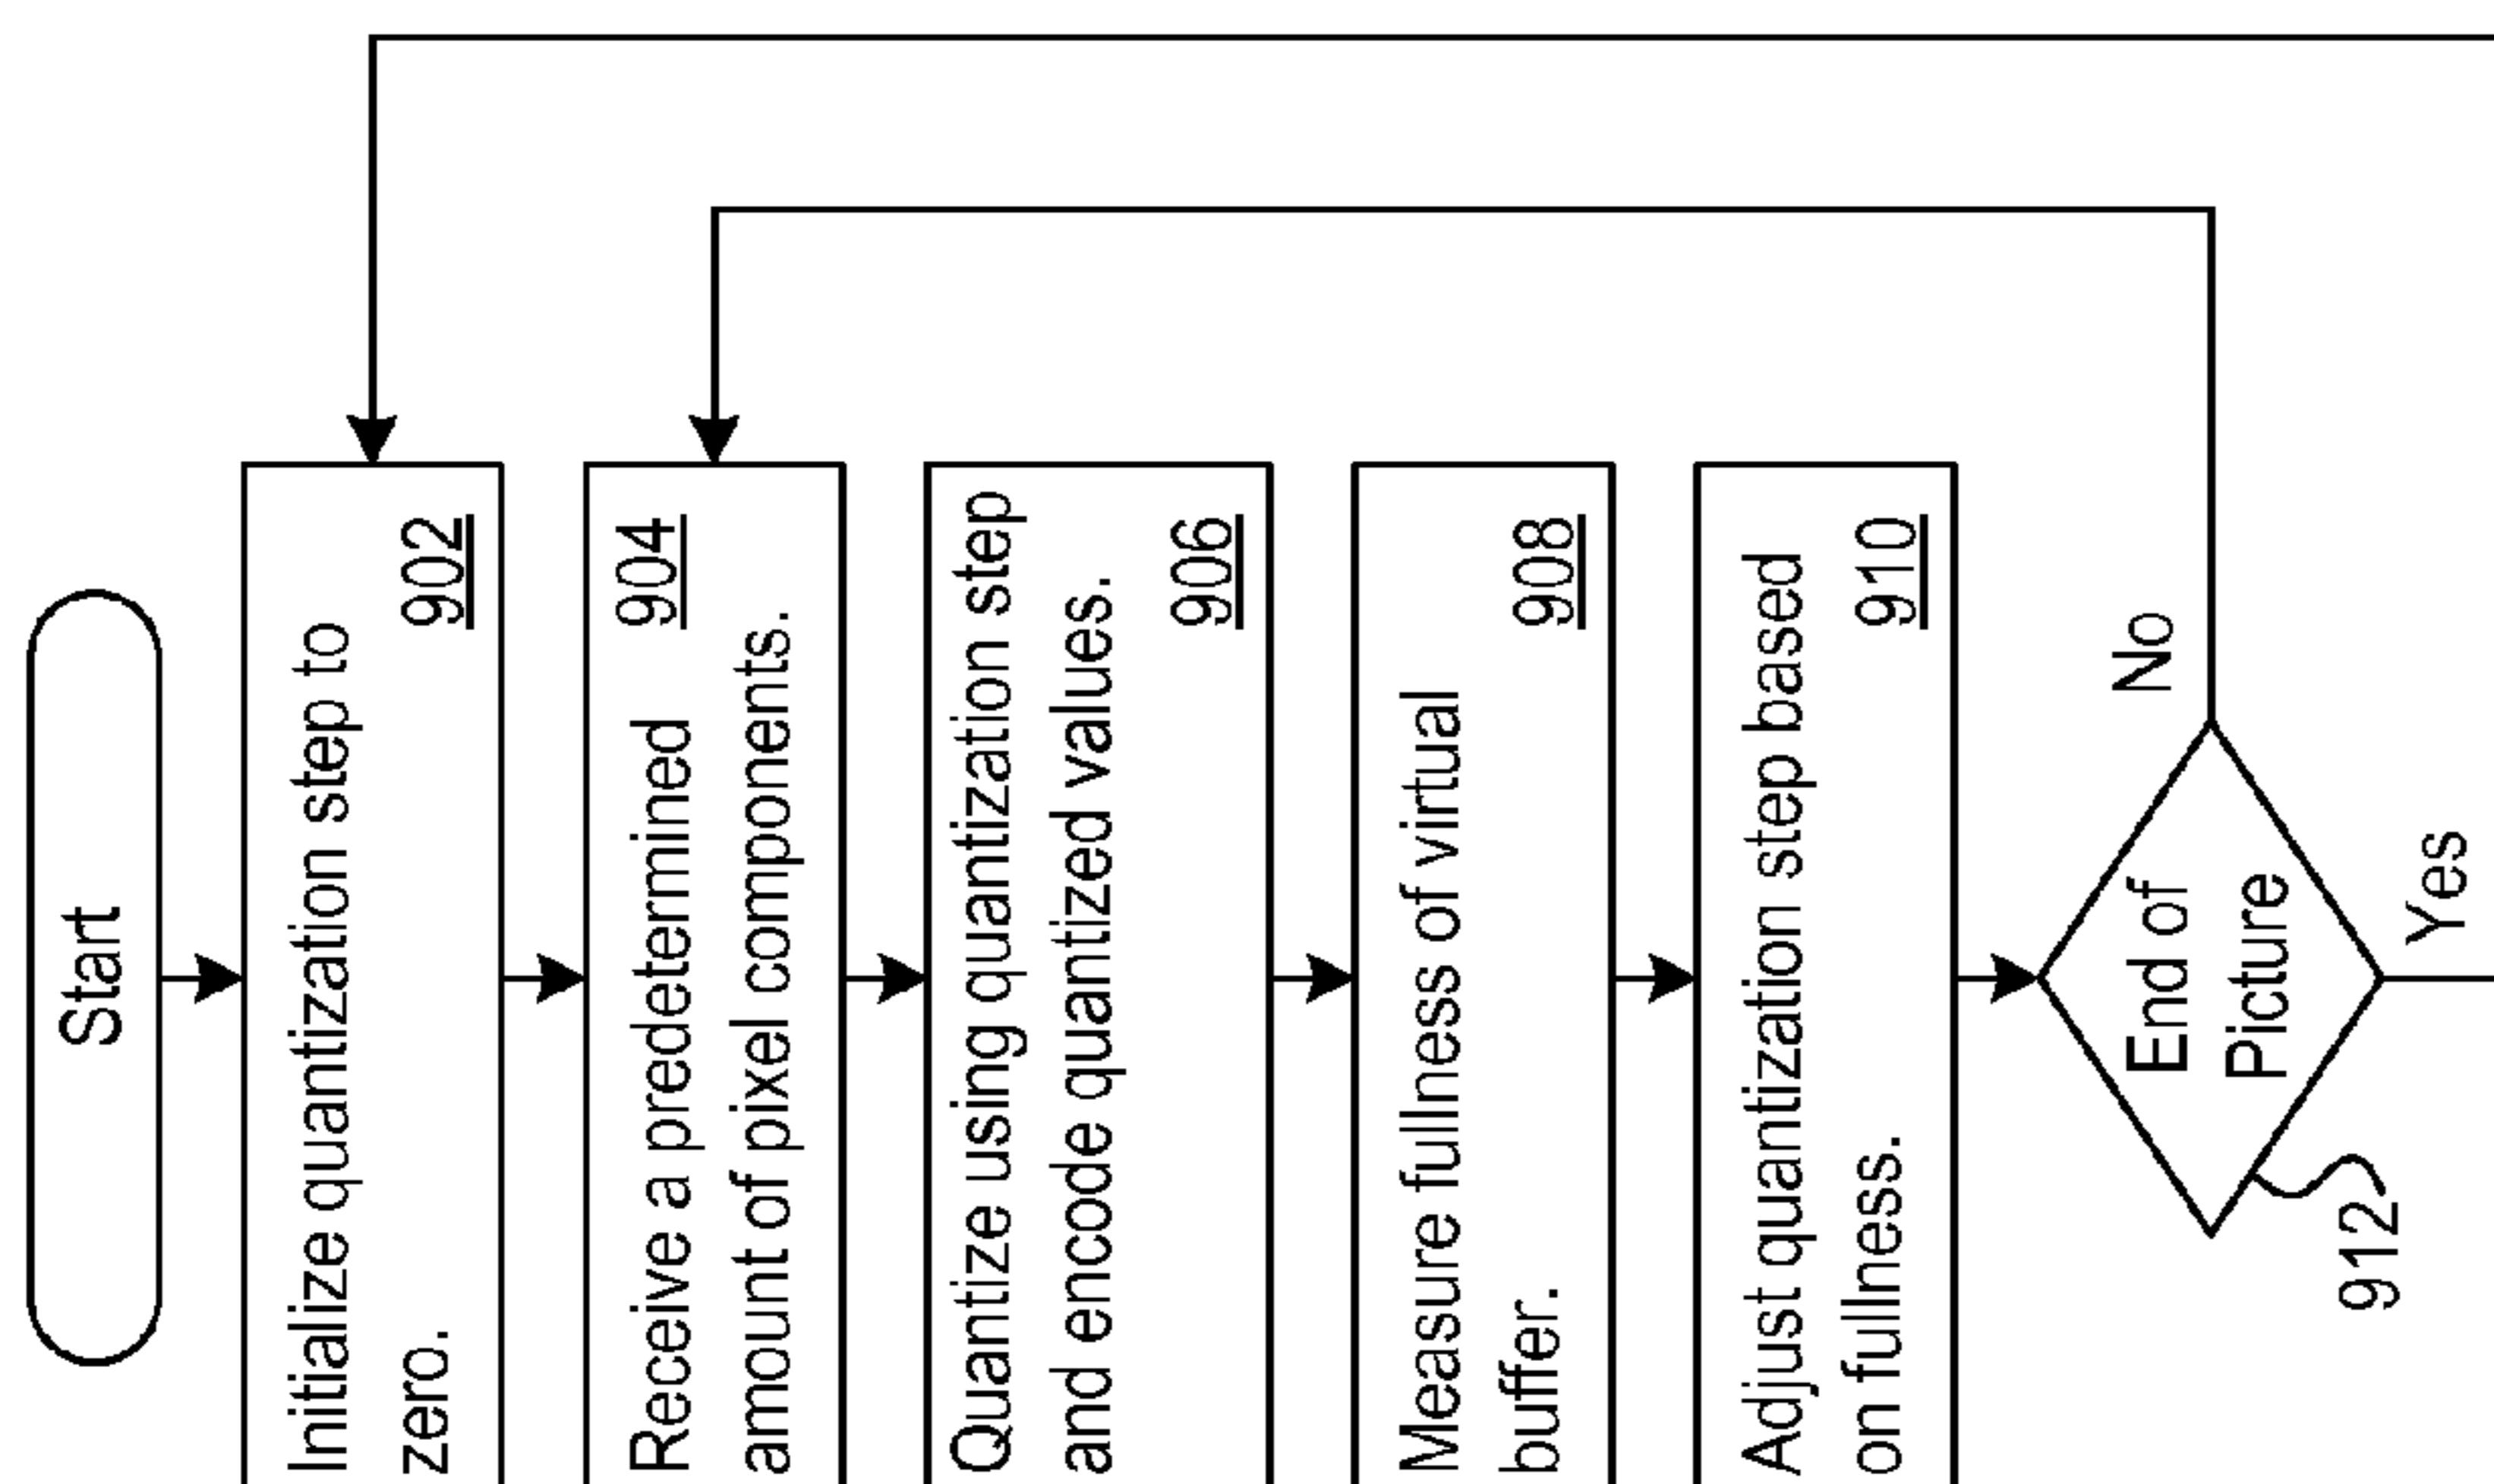 Start
Initialize quantization step to
zero.
902
904
Receive a predetermined
amount of pixel components.
Quantize using quantization step
and encode quantized values.
906
Measure fullness of virtual
buffer.
908
Adjust quantization step based
on fullness.
910
End of
Picture
No
Yes
912